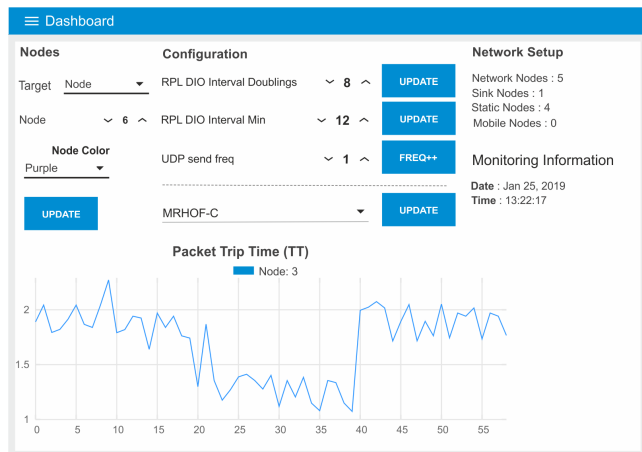 Dashboard
Nodes
Configuration
Network Setup
Target Node
RPL DIO Interval Doublings 8 UPDATE
Network Nodes : 5
Sink Nodes : 1
Static Nodes : 4
Mobile Nodes : 0
Node 6
RPL DIO Interval Min 12 UPDATE
Node Color
Purple
UDP send freq 1 FREQ++
Monitoring Information
Date : Jan 25, 2019
Time : 13:22:17
UPDATE
MRHOF-C UPDATE
Packet Trip Time (TT)
Node: 3
2
1.5
1
0 5 10 15 20 25 30 35 40 45 50 55